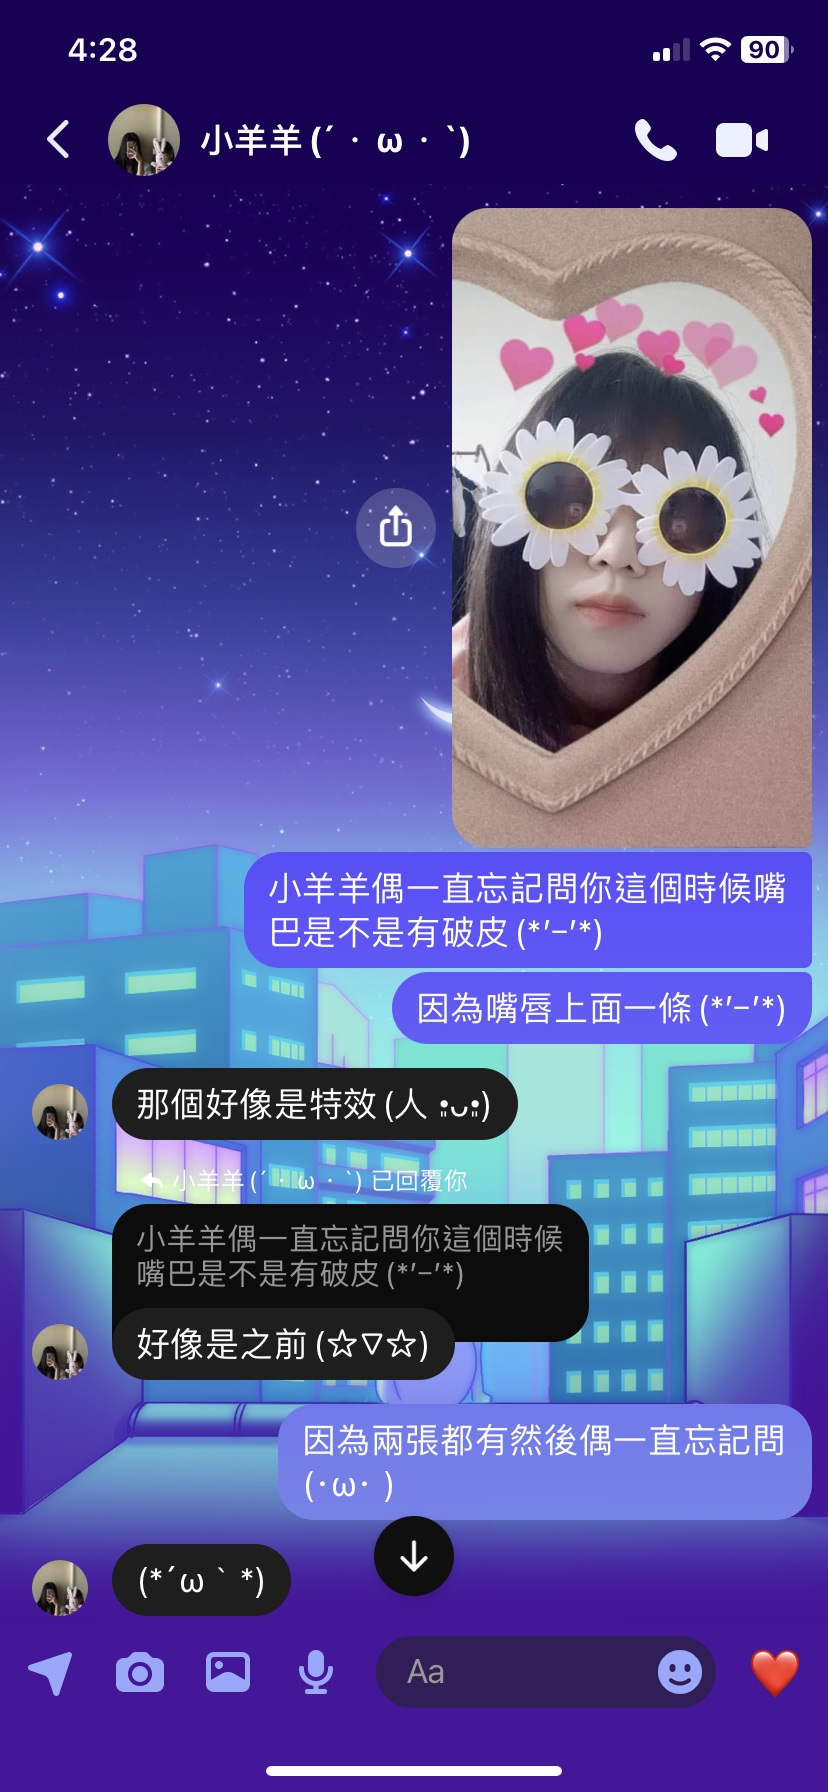 4:28
90
小羊羊 (´・ω・`)
小羊羊偶一直忘記問你這個時候嘴
巴是不是有破皮 (*′–′*)
因為嘴唇上面一條 (*′–′*)
那個好像是特效 (人 •͈ᴗ•͈)
小羊羊 (´・ω・`) 已回覆你
小羊羊偶一直忘記問你這個時候
嘴巴是不是有破皮 (*′–′*)
好像是之前 (☆▽☆)
因為兩張都有然後偶一直忘記問
(･ω･ )
(*´ω｀*)
Aa